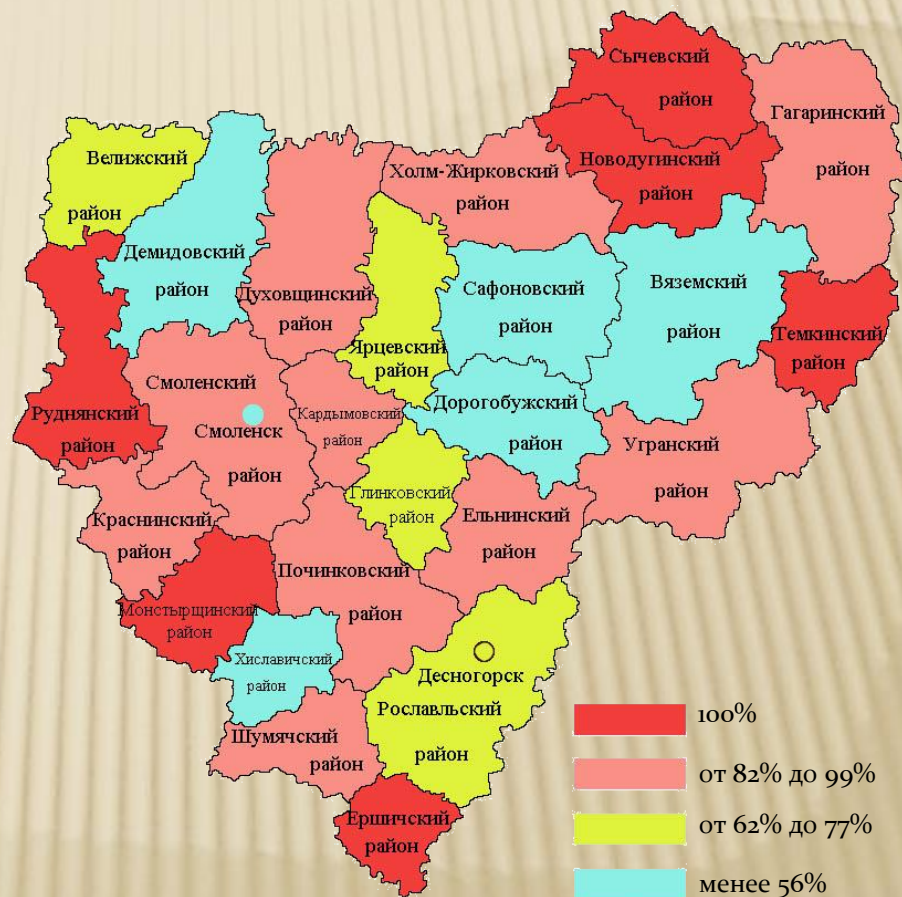 Сычевский
район
Гагаринский
район
Велижский
район
Холм-Жирковский
район
Новодугинский
район
Демидовский
район
Духовщинский
район
Сафоновский
район
Вяземский
район
Темкинский
район
Ярцевский
район
Смоленский
Смоленск
район
Руднянский
район
Кардымовский
район
Дорогобужский
район
Угранский
район
Глинковский
район
Ельнинский
район
Краснинский
район
Починковский
район
Монстырщинский
район
Хиславичский
район
Десногорск
Рославльский
район
Шумячский
район
Ершичский
район
100%
от 82% до 99%
от 62% до 77%
менее 56%